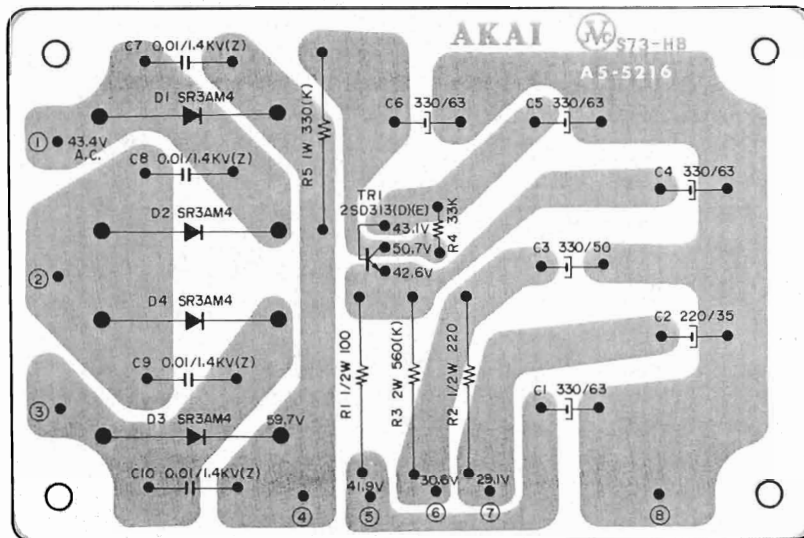 AKAI JVC S73-HB
AS-5216
C7 0.01/1.4KV(Z)
D1 SR3AM4
① 43.4V
A.C.
C8 0.01/1.4KV(Z)
D2 SR3AM4
②
D4 SR3AM4
C9 0.01/1.4KV(Z)
③
D3 SR3AM4
59.7V
C10 0.01/1.4KV(Z)
④
R5 1W 330(K)
C6 330/63
C5 330/63
C4 330/63
TR1
2SD313(D)(E)
43.1V
50.7V
42.6V
R4 33K
C3 330/50
C2 220/35
C1 330/63
R1 1/2W 100
R3 2W 560(K)
R2 1/2W 220
41.9V
30.6V
29.1V
⑤
⑥
⑦
⑧